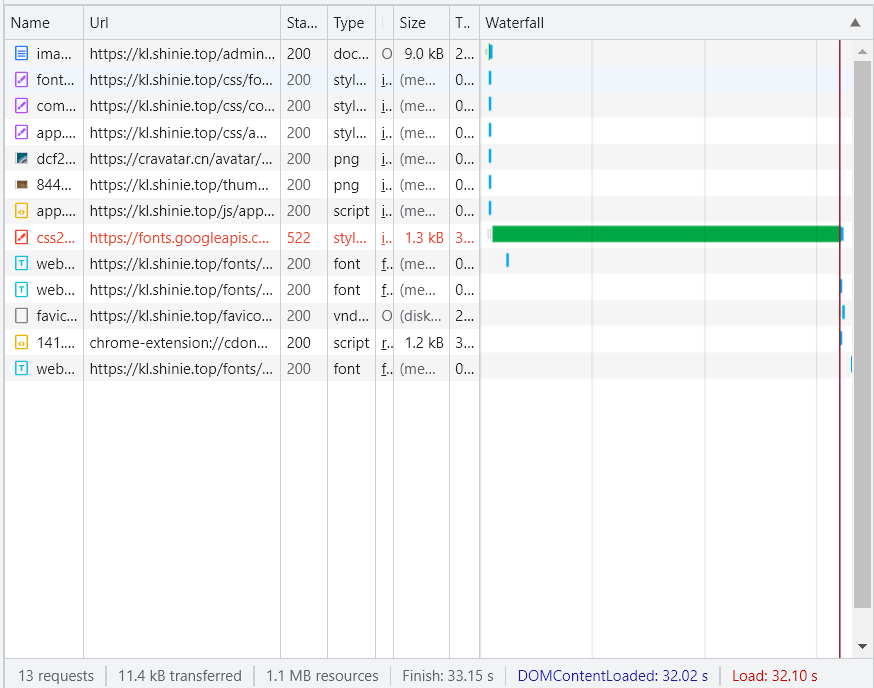 Name Url Sta... Type Size T.. Waterfall
ima... https://kl.shinie.top/admin... 200 doc... O 9.0 kB 2...
font... https://kl.shinie.top/css/fo... 200 styl... i.. (me... 0...
com... https://kl.shinie.top/css/co... 200 styl... i.. (me... 0...
app.... https://kl.shinie.top/css/a... 200 styl... i.. (me... 0...
dcf2... https://cravatar.cn/avatar/... 200 png i.. (me... 0...
844... https://kl.shinie.top/thum... 200 png i.. (me... 0...
app.... https://kl.shinie.top/js/app... 200 script i.. (me... 0...
css2... https://fonts.googleapis.c... 522 styl... i.. 1.3 kB 3...
web... https://kl.shinie.top/fonts/... 200 font f.. (me... 0...
web... https://kl.shinie.top/fonts/... 200 font f.. (me... 0...
favic... https://kl.shinie.top/favico... 200 vnd... O (disk... 2...
141.... chrome-extension://cdon... 200 script r.. 1.2 kB 3...
web... https://kl.shinie.top/fonts/... 200 font f.. (me... 0...
13 requests 11.4 kB transferred 1.1 MB resources Finish: 33.15 s DOMContentLoaded: 32.02 s Load: 32.10 s